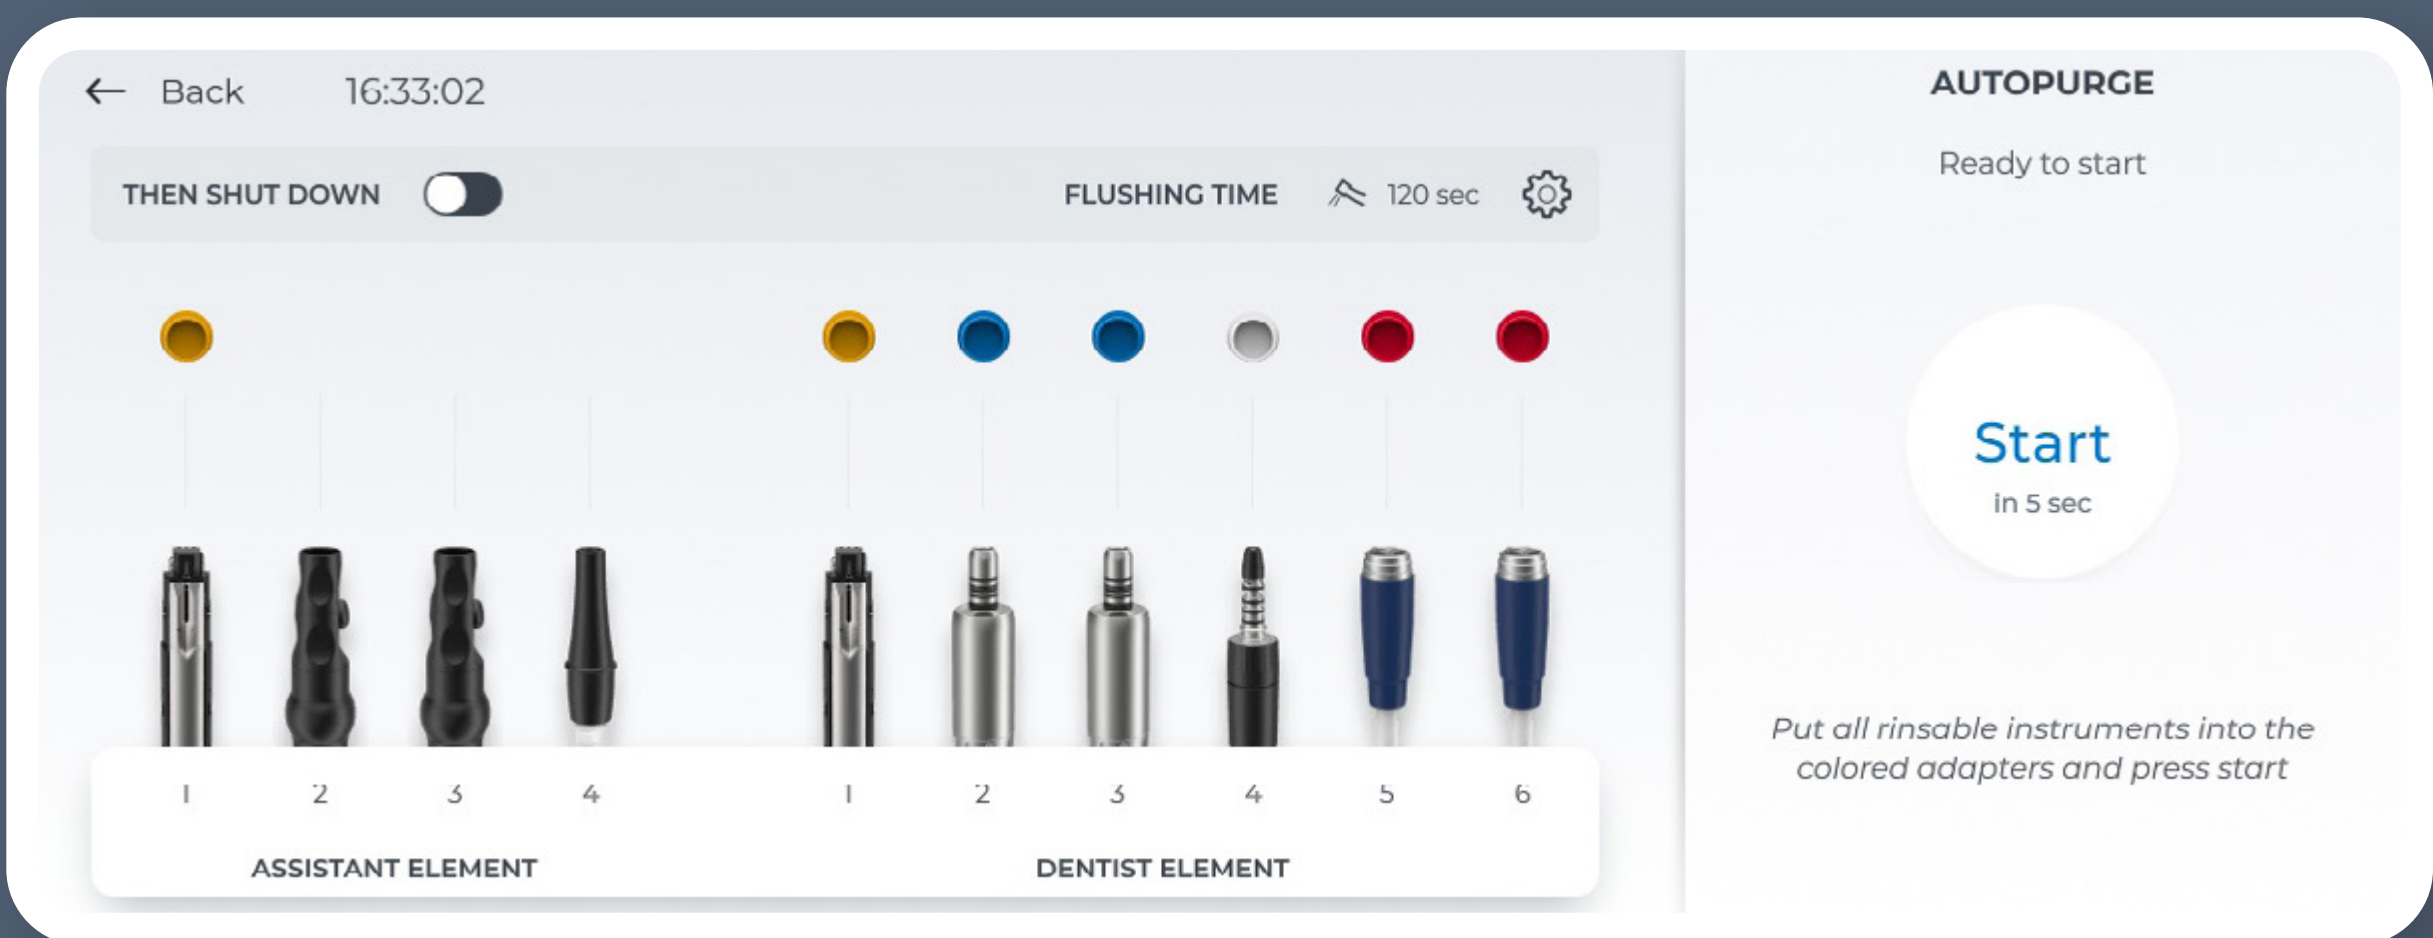 Back 16:33:02
THEN SHUT DOWN FLUSHING TIME 120 sec
1 2 3 4 1 2 3 4 5 6
ASSISTANT ELEMENT DENTIST ELEMENT
AUTOPURGE
Ready to start
Start
in 5 sec
Put all rinsable instruments into the
colored adapters and press start